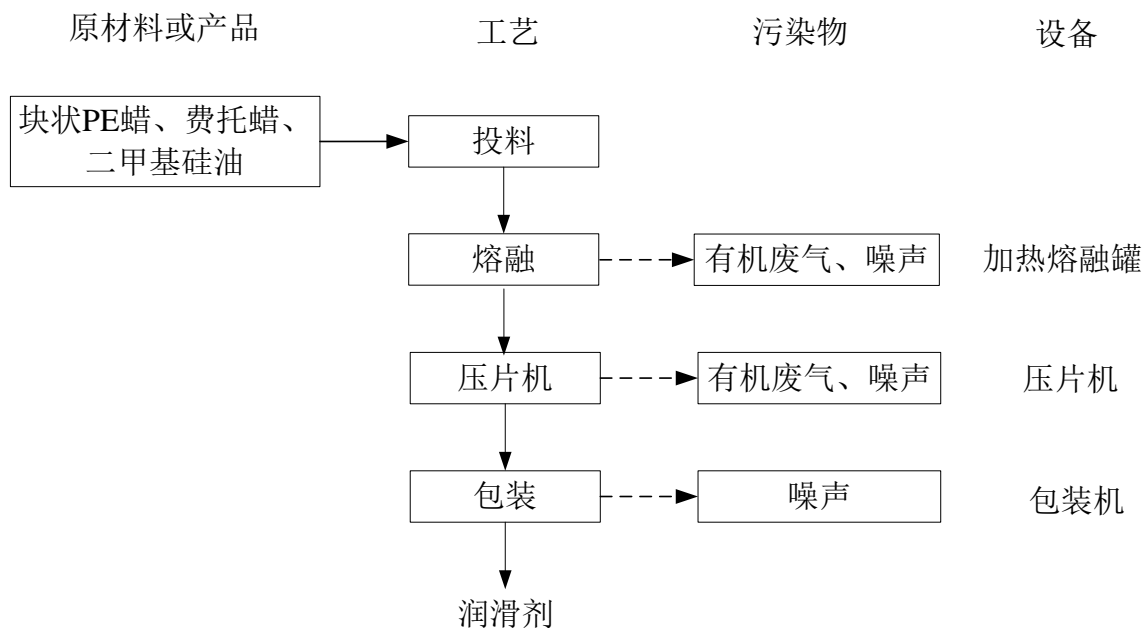 原材料或产品 工艺 污染物 设备
块状PE蜡、费托蜡、
二甲基硅油
投料
熔融 有机废气、噪声 加热熔融罐
压片机 有机废气、噪声 压片机
包装 噪声 包装机
润滑剂